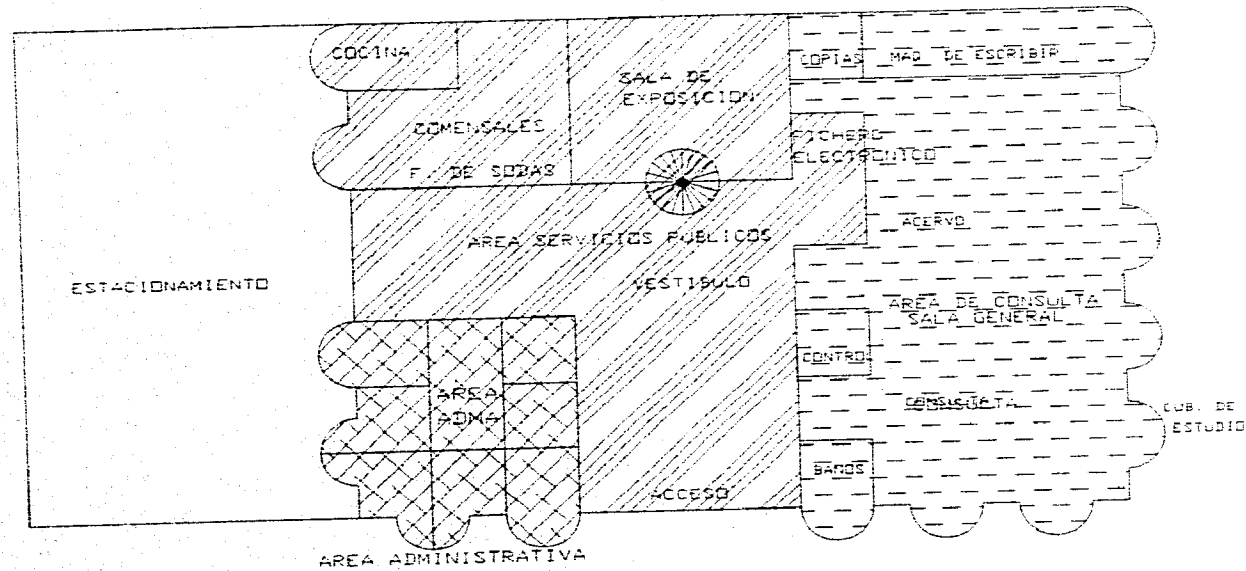 COCINA
COPIAS
MAQ. DE ESCRIBIR
SALA DE
EXPOSICION
COMENSALES
F. DE SODAS
FICHERO
ELECTRONICO
ACERVO
AREA SERVICIOS PUBLICOS
VESTIBULO
ESTACIONAMIENTO
AREA DE CONSULTA
SALA GENERAL
CONTROL
AREA
ADMA
CONSULTA
CUB. DE
ESTUDIO
BAÑOS
ACCESO
AREA ADMINISTRATIVA